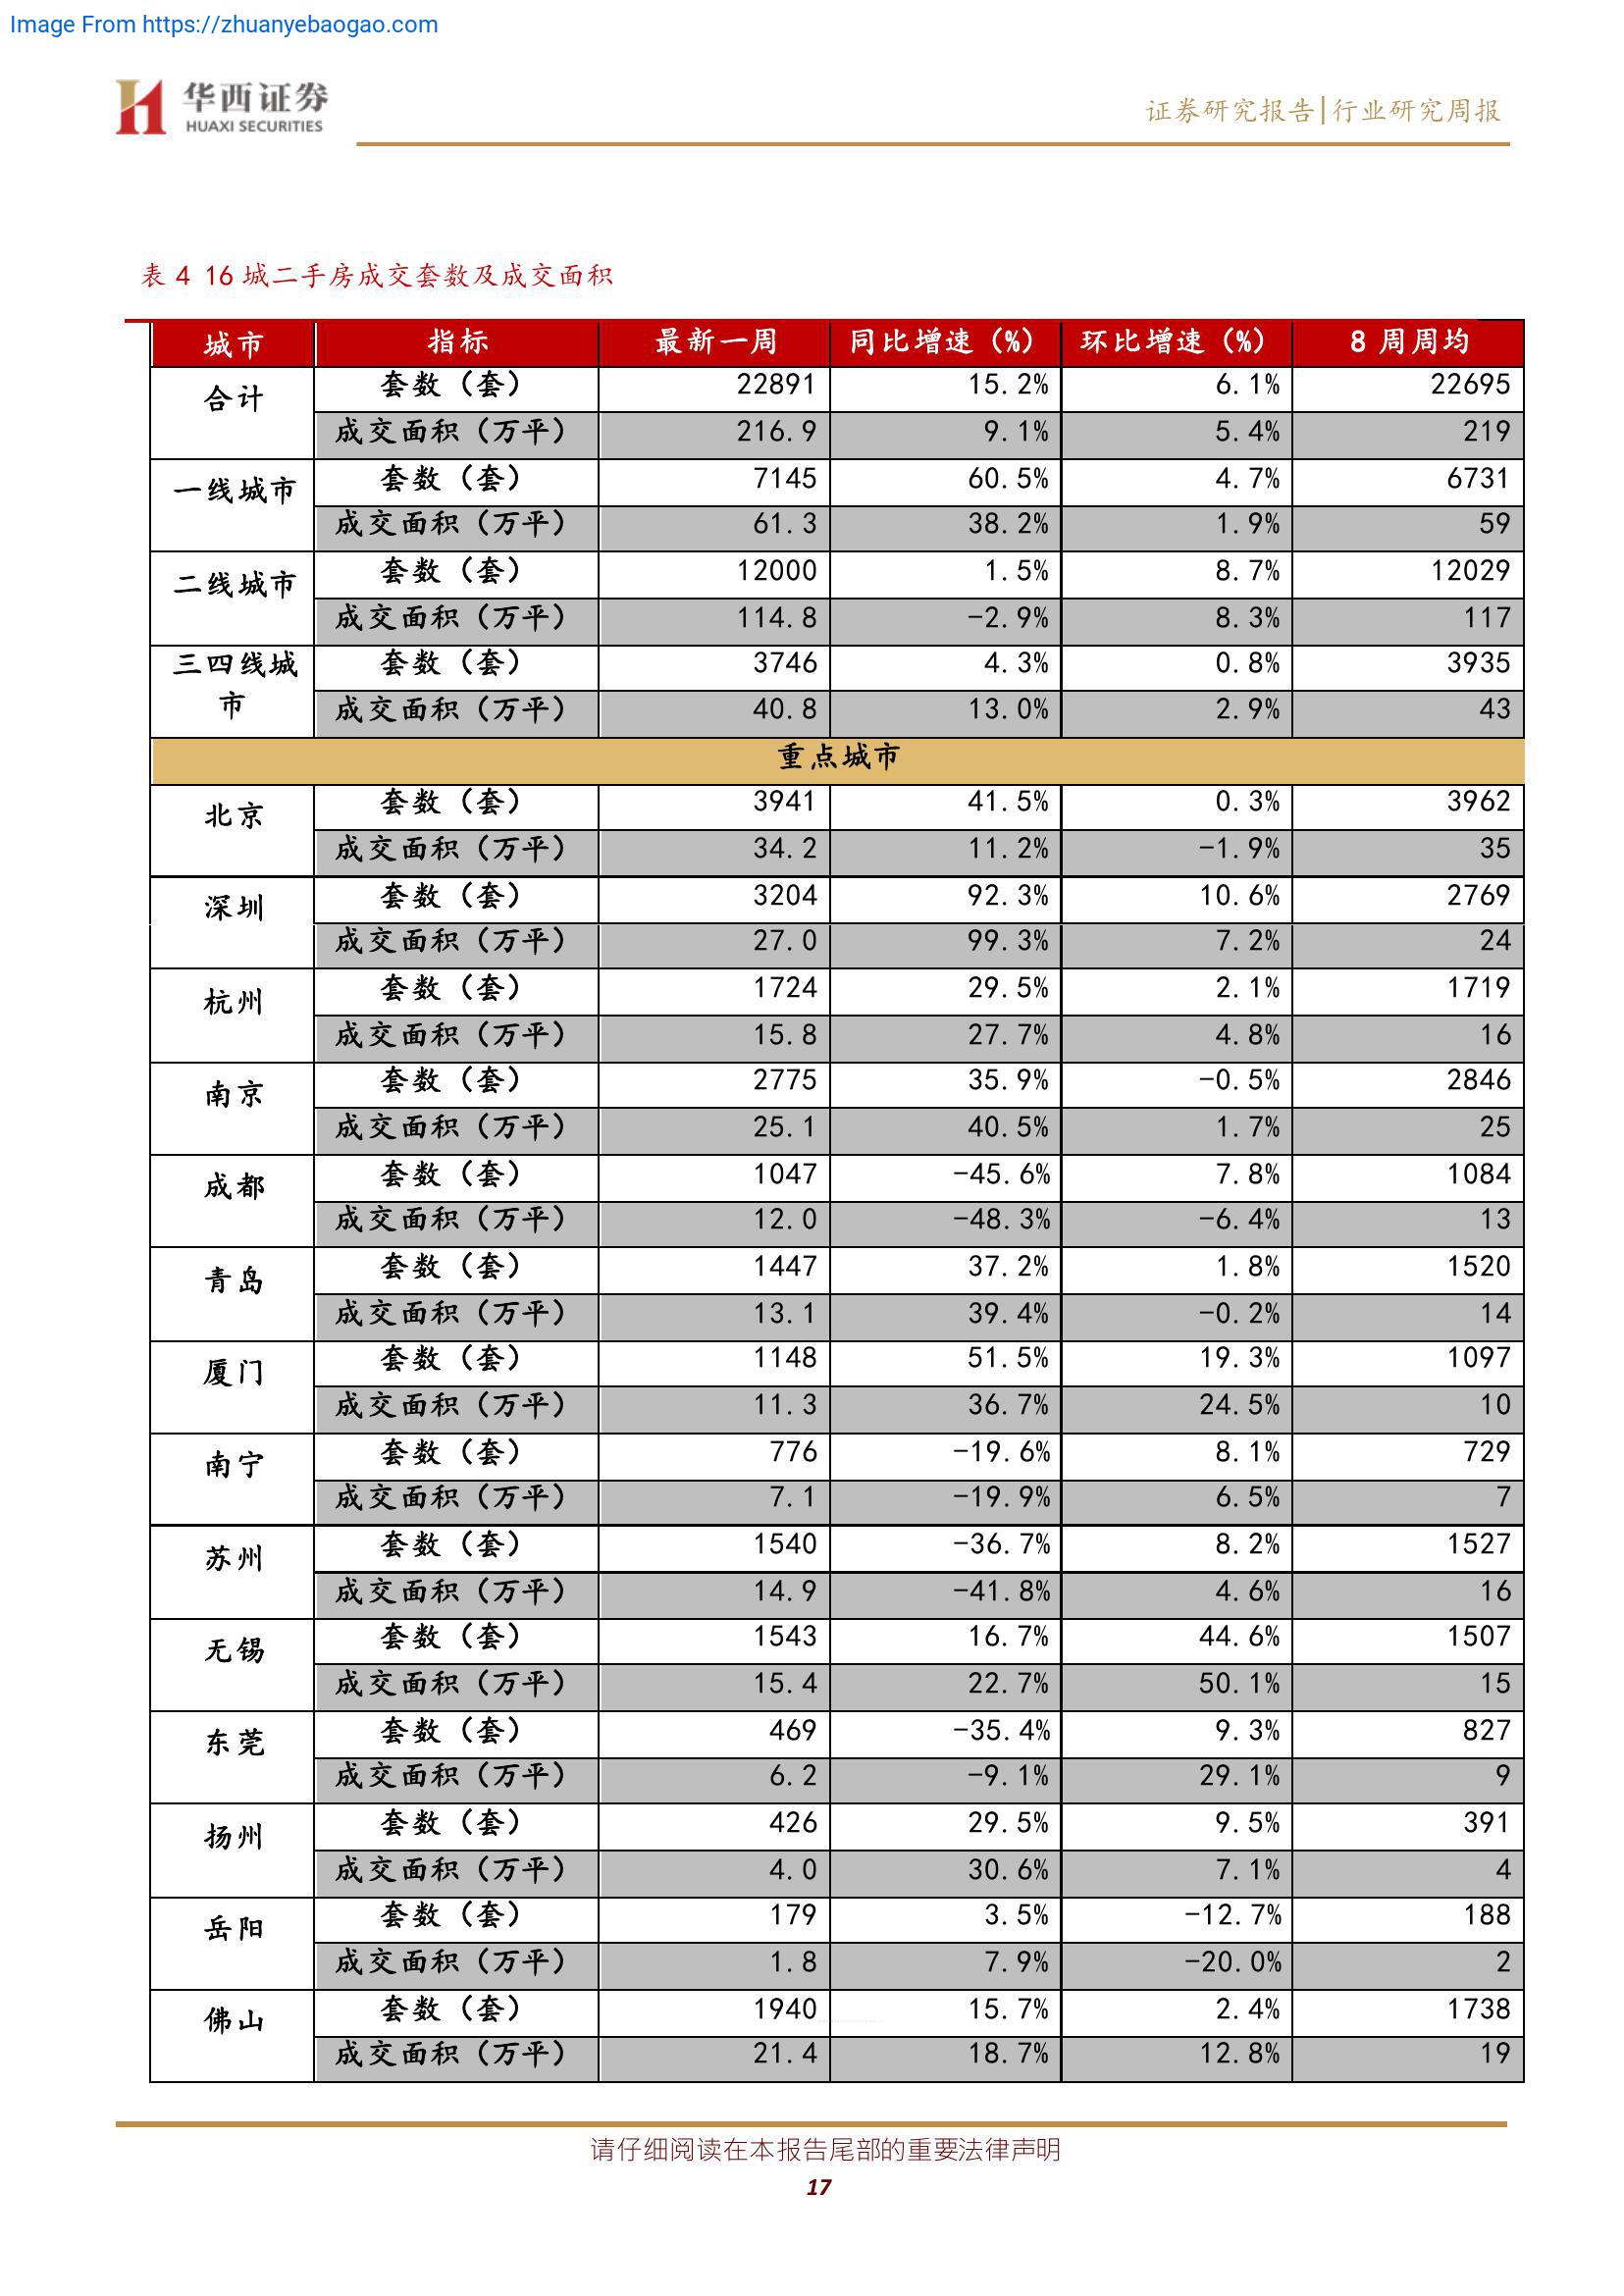 Image From https://zhuanyebaogao.com
华西证券
HUAXI SECURITIES
证券研究报告|行业研究周报
表 4 16 城二手房成交套数及成交面积
城市 指标 最新一周 同比增速（%） 环比增速（%） 8 周周均
合计 套数（套） 22891 15.2% 6.1% 22695
成交面积（万平） 216.9 9.1% 5.4% 219
一线城市 套数（套） 7145 60.5% 4.7% 6731
成交面积（万平） 61.3 38.2% 1.9% 59
二线城市 套数（套） 12000 1.5% 8.7% 12029
成交面积（万平） 114.8 -2.9% 8.3% 117
三四线城市 套数（套） 3746 4.3% 0.8% 3935
成交面积（万平） 40.8 13.0% 2.9% 43
重点城市
北京 套数（套） 3941 41.5% 0.3% 3962
成交面积（万平） 34.2 11.2% -1.9% 35
深圳 套数（套） 3204 92.3% 10.6% 2769
成交面积（万平） 27.0 99.3% 7.2% 24
杭州 套数（套） 1724 29.5% 2.1% 1719
成交面积（万平） 15.8 27.7% 4.8% 16
南京 套数（套） 2775 35.9% -0.5% 2846
成交面积（万平） 25.1 40.5% 1.7% 25
成都 套数（套） 1047 -45.6% 7.8% 1084
成交面积（万平） 12.0 -48.3% -6.4% 13
青岛 套数（套） 1447 37.2% 1.8% 1520
成交面积（万平） 13.1 39.4% -0.2% 14
厦门 套数（套） 1148 51.5% 19.3% 1097
成交面积（万平） 11.3 36.7% 24.5% 10
南宁 套数（套） 776 -19.6% 8.1% 729
成交面积（万平） 7.1 -19.9% 6.5% 7
苏州 套数（套） 1540 -36.7% 8.2% 1527
成交面积（万平） 14.9 -41.8% 4.6% 16
无锡 套数（套） 1543 16.7% 44.6% 1507
成交面积（万平） 15.4 22.7% 50.1% 15
东莞 套数（套） 469 -35.4% 9.3% 827
成交面积（万平） 6.2 -9.1% 29.1% 9
扬州 套数（套） 426 29.5% 9.5% 391
成交面积（万平） 4.0 30.6% 7.1% 4
岳阳 套数（套） 179 3.5% -12.7% 188
成交面积（万平） 1.8 7.9% -20.0% 2
佛山 套数（套） 1940 15.7% 2.4% 1738
成交面积（万平） 21.4 18.7% 12.8% 19
请仔细阅读在本报告尾部的重要法律声明
17